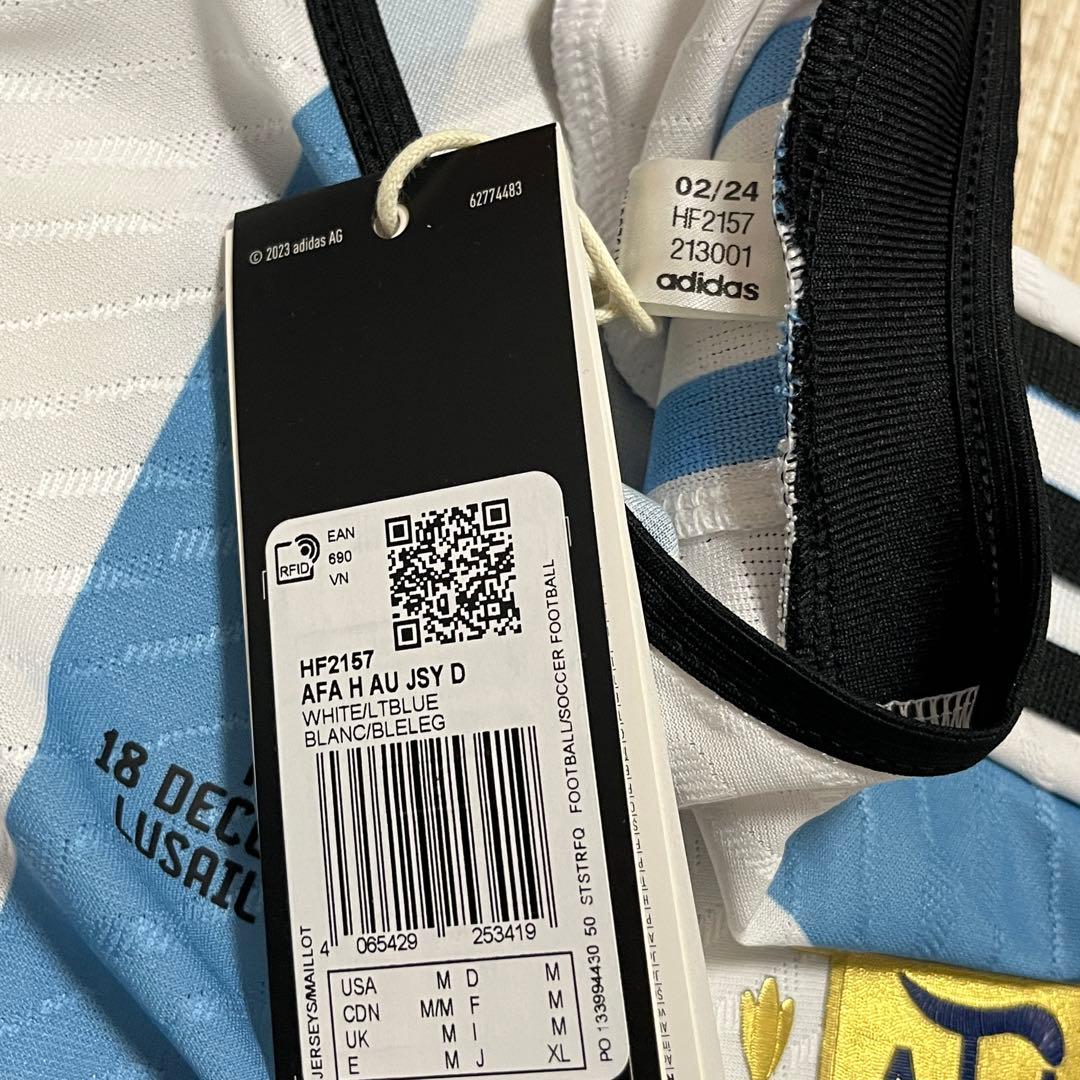 62774483
© 2023 adidas AG
02/24
HF2157
213001
adidas
RFID
EAN
690
VN
HF2157
AFA H AU JSY D
WHITE/LTBLUE
BLANC/BLELEG
4 065429 253419
JERSEYS/MAILLOT
PO 133994430 50 STSTRFQ FOOTBALL/SOCCER FOOTBALL
USA M D M
CDN M/M F M
UK M I M
E M J XL
18 DEC
LUSAIL